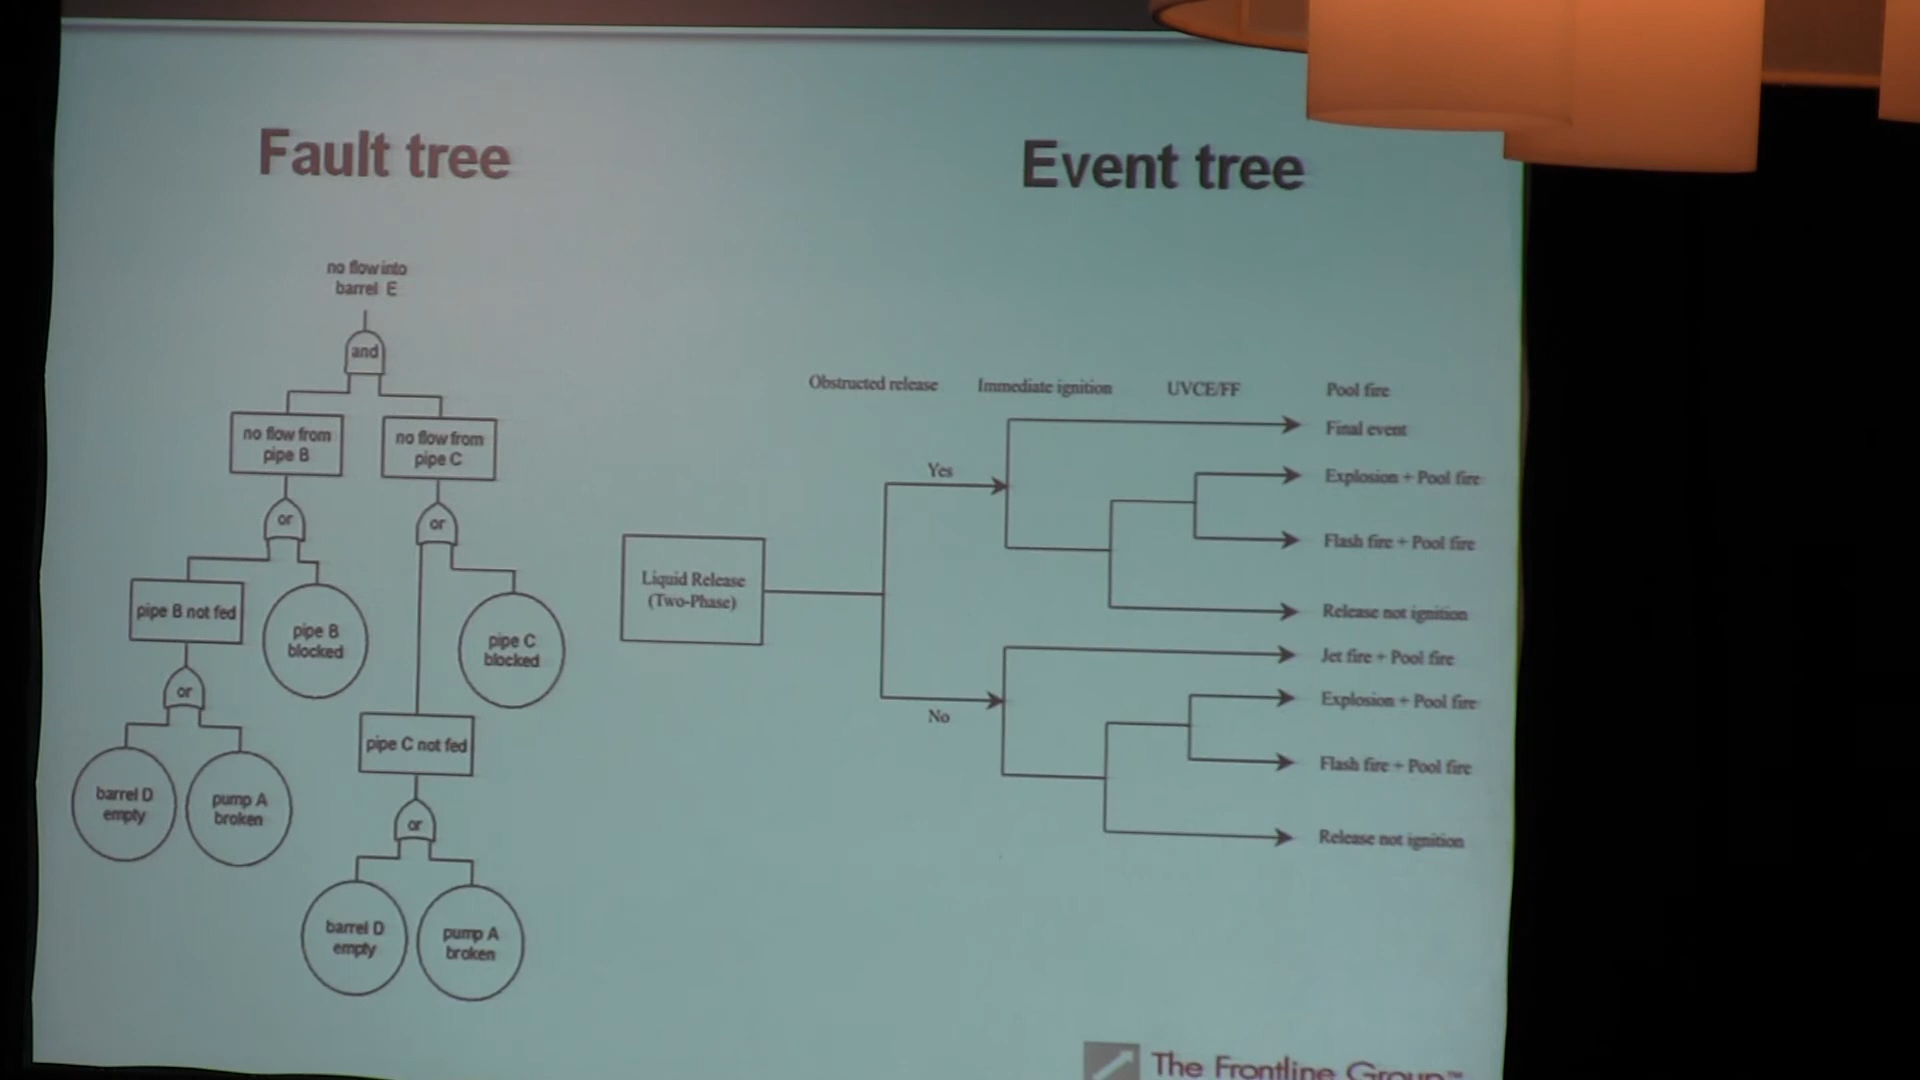 Fault tree
no flow into
barrel E
and
no flow from
pipe B
no flow from
pipe C
or
or
pipe B not fed
pipe B
blocked
pipe C
blocked
or
pipe C not fed
barrel D
empty
pump A
broken
or
barrel D
empty
pump A
broken
Event tree
Obstructed release
Immediate ignition
UVCE/FF
Pool fire
Final event
Yes
Explosion + Pool fire
Flash fire + Pool fire
Liquid Release
(Two-Phase)
Release not ignition
Jet fire + Pool fire
No
Explosion + Pool fire
Flash fire + Pool fire
Release not ignition
The Frontline Group™